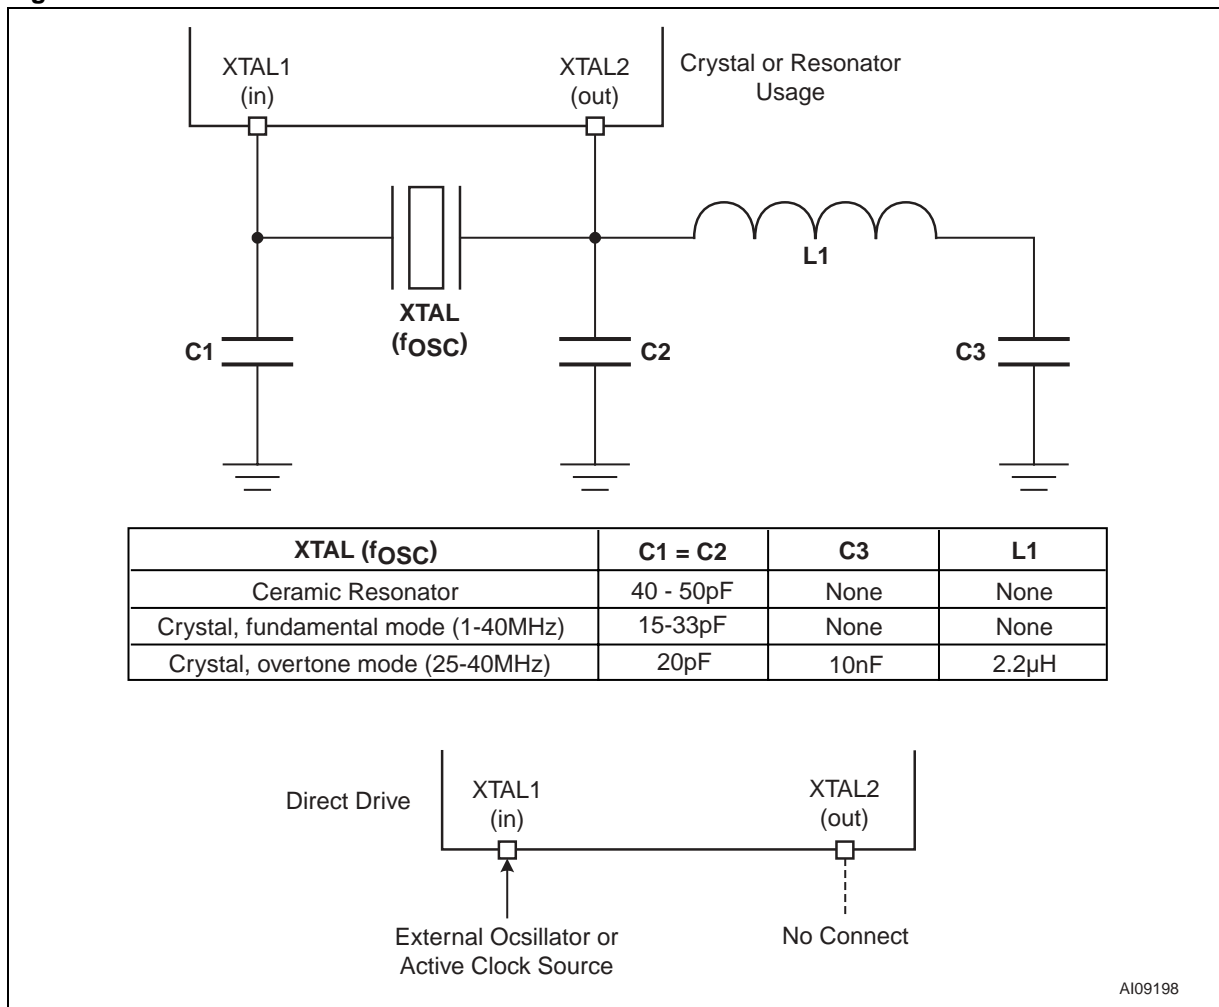 XTAL1
(in)
XTAL2
(out)
Crystal or Resonator
Usage
L1
XTAL
(fOSC)
C1
C2
C3
XTAL (fOSC) C1 = C2 C3 L1
Ceramic Resonator 40 - 50pF None None
Crystal, fundamental mode (1-40MHz) 15-33pF None None
Crystal, overtone mode (25-40MHz) 20pF 10nF 2.2µH
Direct Drive
XTAL1
(in)
XTAL2
(out)
External Ocsillator or
Active Clock Source
No Connect
AI09198